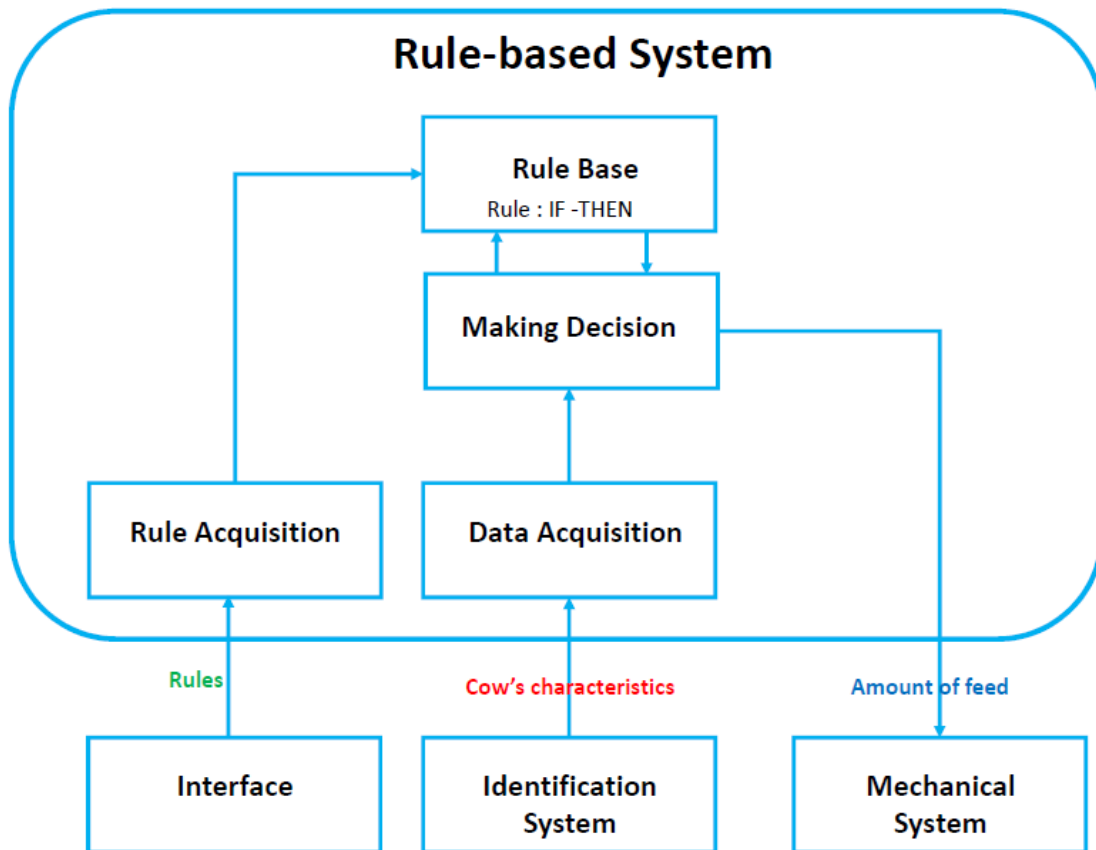 Rule-based System
Rule Base
Rule : IF -THEN
Making Decision
Rule Acquisition
Data Acquisition
Rules
Cow’s characteristics
Amount of feed
Interface
Identification
System
Mechanical
System